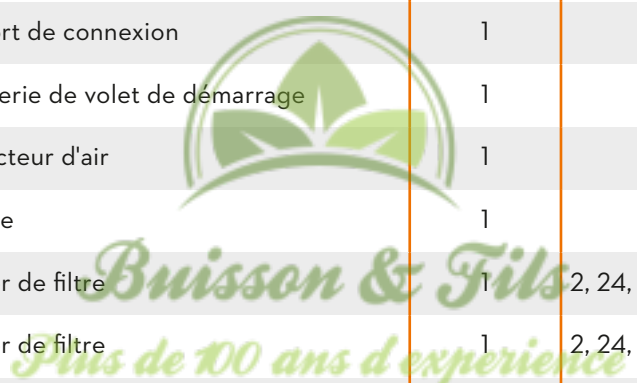 rt de connexion 1
erie de volet de démarrage 1
cteur d'air 1
e 1
r de filtre 1 2, 24,
r de filtre 1 2, 24,
Buisson & Fils
Plus de 100 ans d'experience